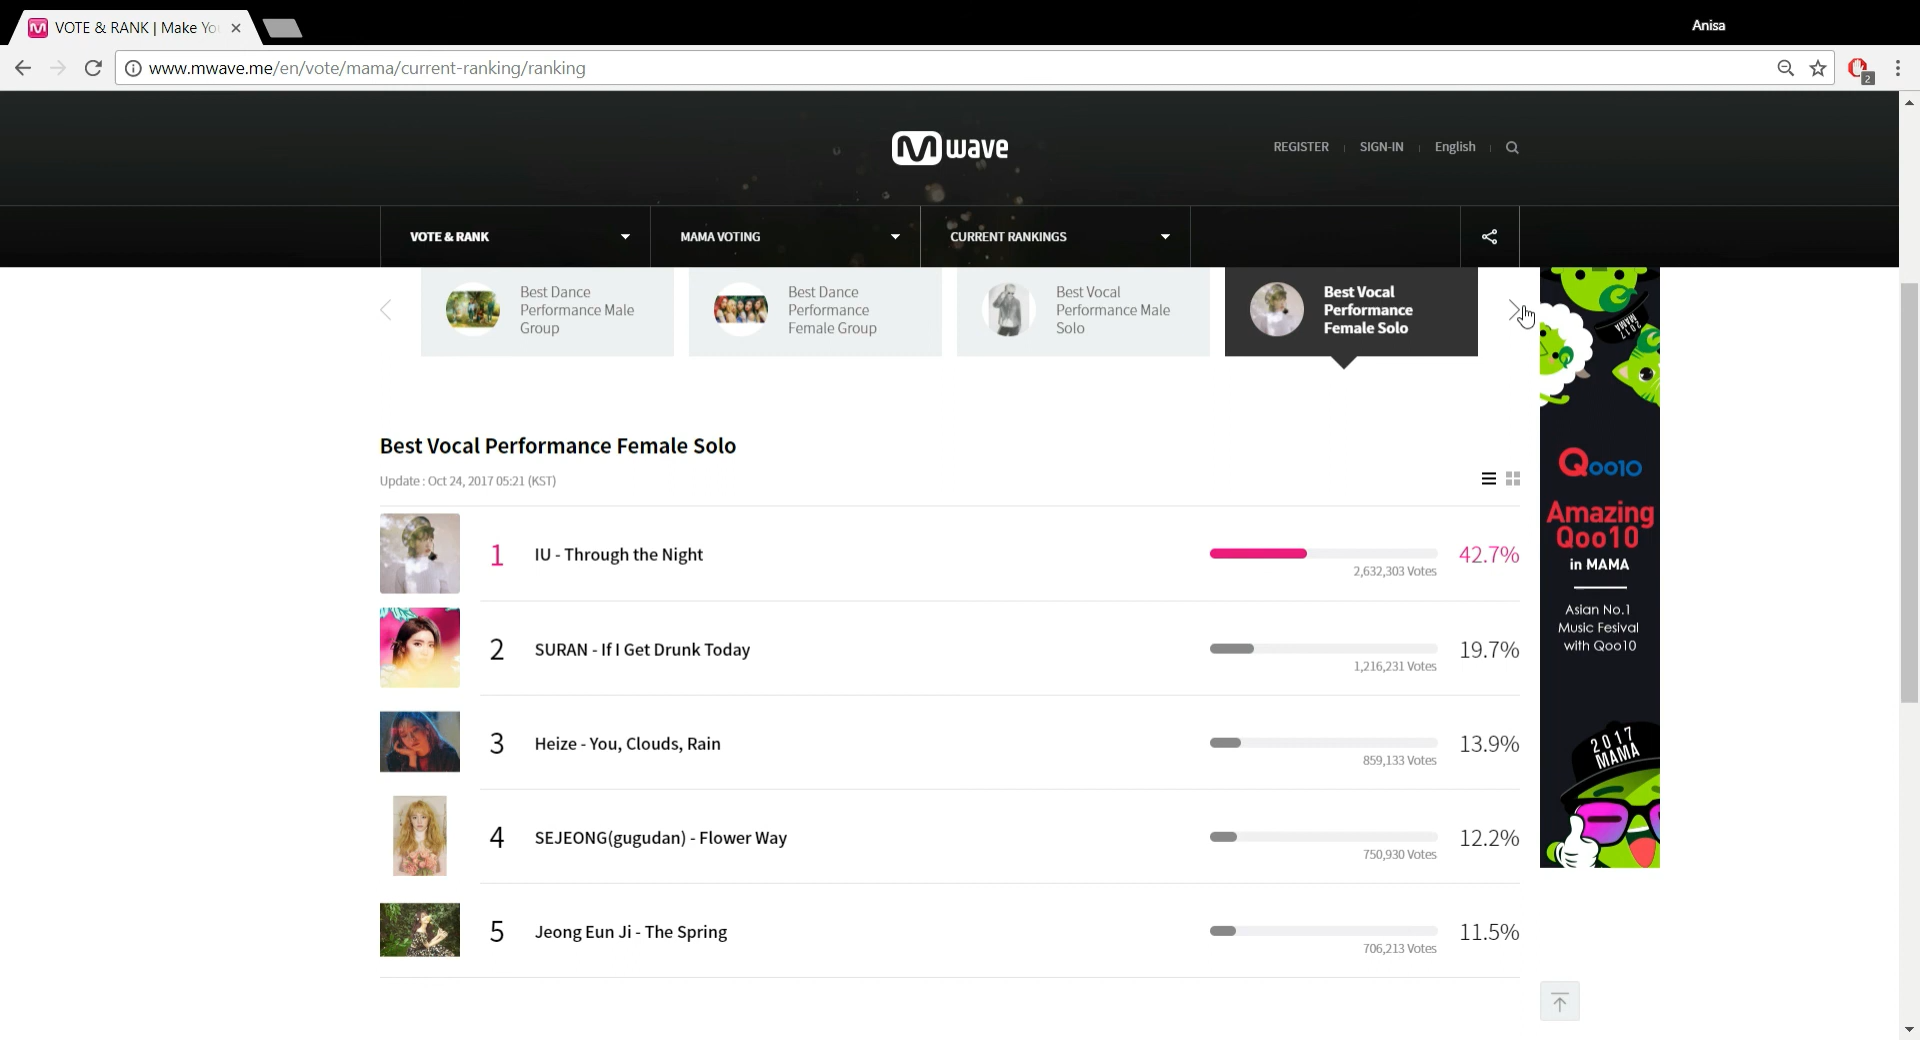 VOTE & RANK | Make Yo
Anisa
www.mwave.me/en/vote/mama/current-ranking/ranking
2
M wave
REGISTER
SIGN-IN
English
VOTE & RANK
MAMA VOTING
CURRENT RANKINGS
Best Dance
Performance Male
Group
Best Dance
Performance
Female Group
Best Vocal
Performance Male
Solo
Best Vocal
Performance
Female Solo
2017
MAMA
Best Vocal Performance Female Solo
Update : Oct 24, 2017 05:21 (KST)
1 IU - Through the Night 42.7%
2,632,303 Votes
2 SURAN - If I Get Drunk Today 19.7%
1,216,231 Votes
3 Heize - You, Clouds, Rain 13.9%
859,133 Votes
4 SEJEONG(gugudan) - Flower Way 12.2%
750,930 Votes
5 Jeong Eun Ji - The Spring 11.5%
706,213 Votes
Qoo10
Amazing
Qoo10
in MAMA
Asian No.1
Music Fesival
with Qoo10
2017
MAMA